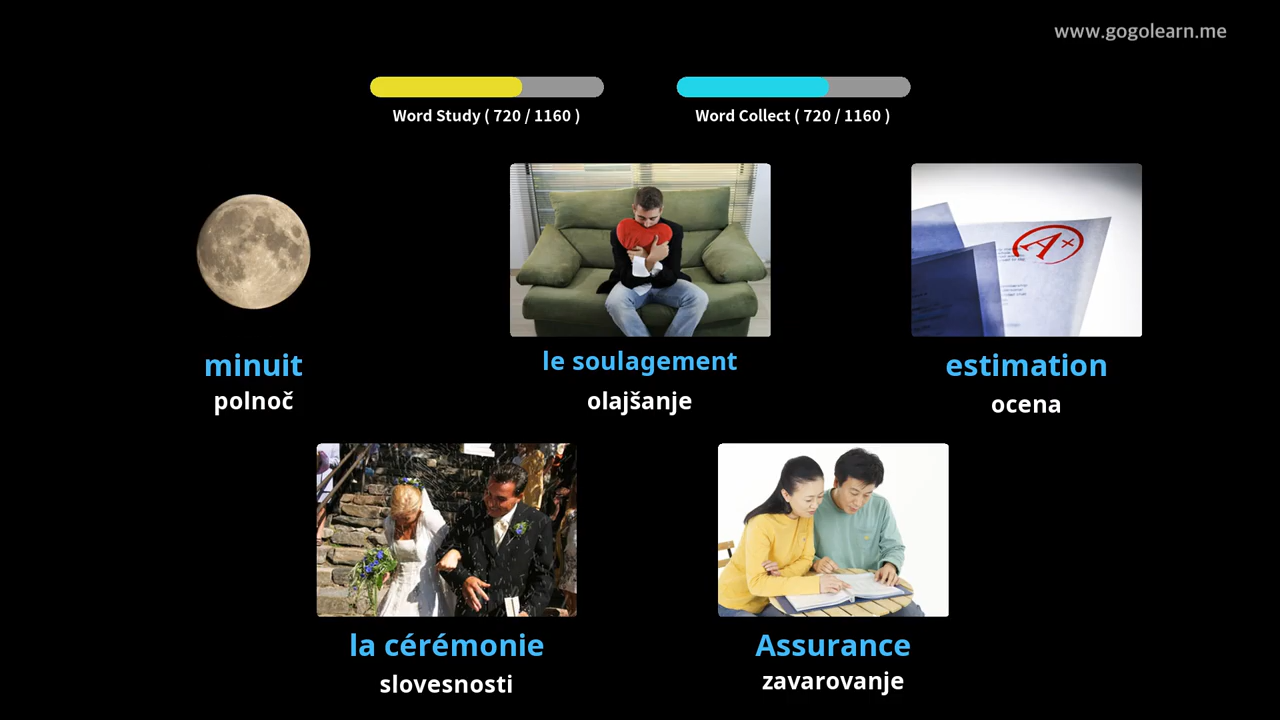 www.gogolearn.me
Word Study ( 720 / 1160 )
Word Collect ( 720 / 1160 )
A+
minuit
polnoč
le soulagement
olajšanje
estimation
ocena
la cérémonie
slovesnosti
Assurance
zavarovanje